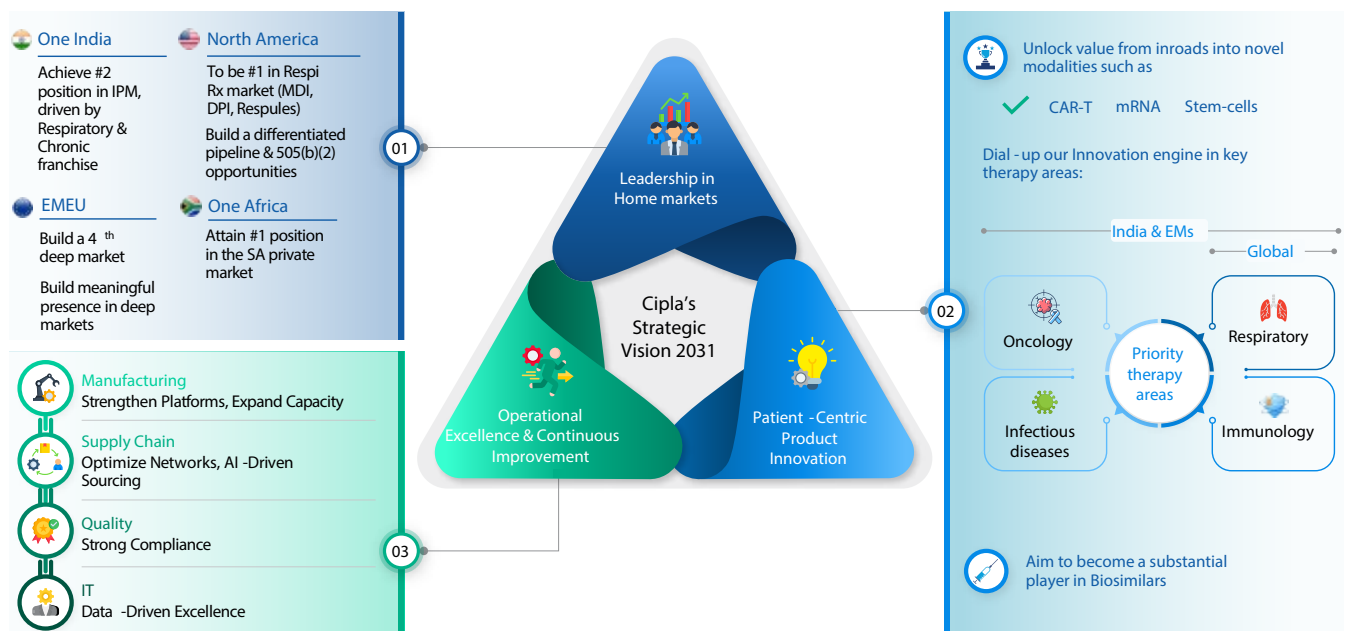 One India
Achieve #2
position in IPM,
driven by
Respiratory &
Chronic
franchise
North America
To be #1 in Respi
Rx market (MDI,
DPI, Respules)
Build a differentiated
pipeline & 505(b)(2)
opportunities
EMEU
Build a 4 th
deep market
Build meaningful
presence in deep
markets
One Africa
Attain #1 position
in the SA private
market
01
Manufacturing
Strengthen Platforms, Expand Capacity
Supply Chain
Optimize Networks, AI -Driven
Sourcing
Quality
Strong Compliance
IT
Data -Driven Excellence
03
Leadership in
Home markets
Cipla's
Strategic
Vision 2031
Operational
Excellence & Continuous
Improvement
Patient -Centric
Product
Innovation
02
Unlock value from inroads into novel
modalities such as
CAR-T mRNA Stem-cells
Dial -up our Innovation engine in key
therapy areas:
India & EMs
Global
Oncology
Respiratory
Priority
therapy
areas
Infectious
diseases
Immunology
Aim to become a substantial
player in Biosimilars